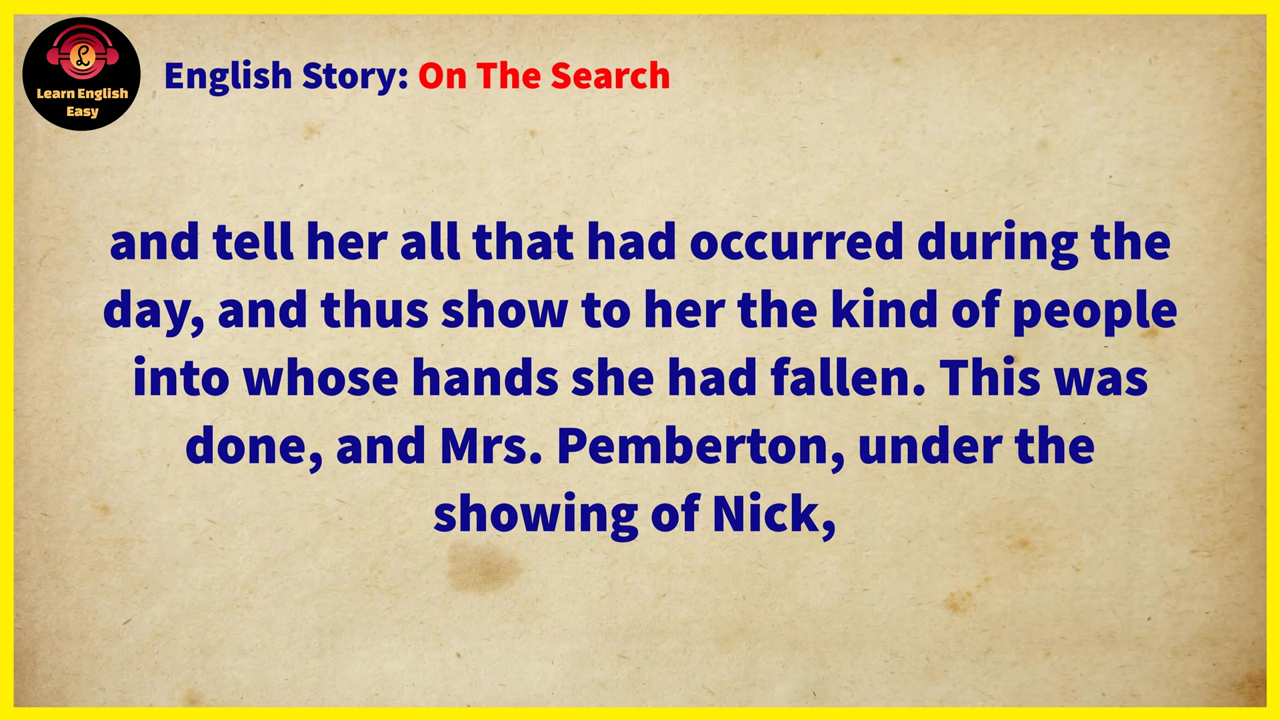 Learn English
Easy
English Story: On The Search
and tell her all that had occurred during the
day, and thus show to her the kind of people
into whose hands she had fallen. This was
done, and Mrs. Pemberton, under the
showing of Nick,